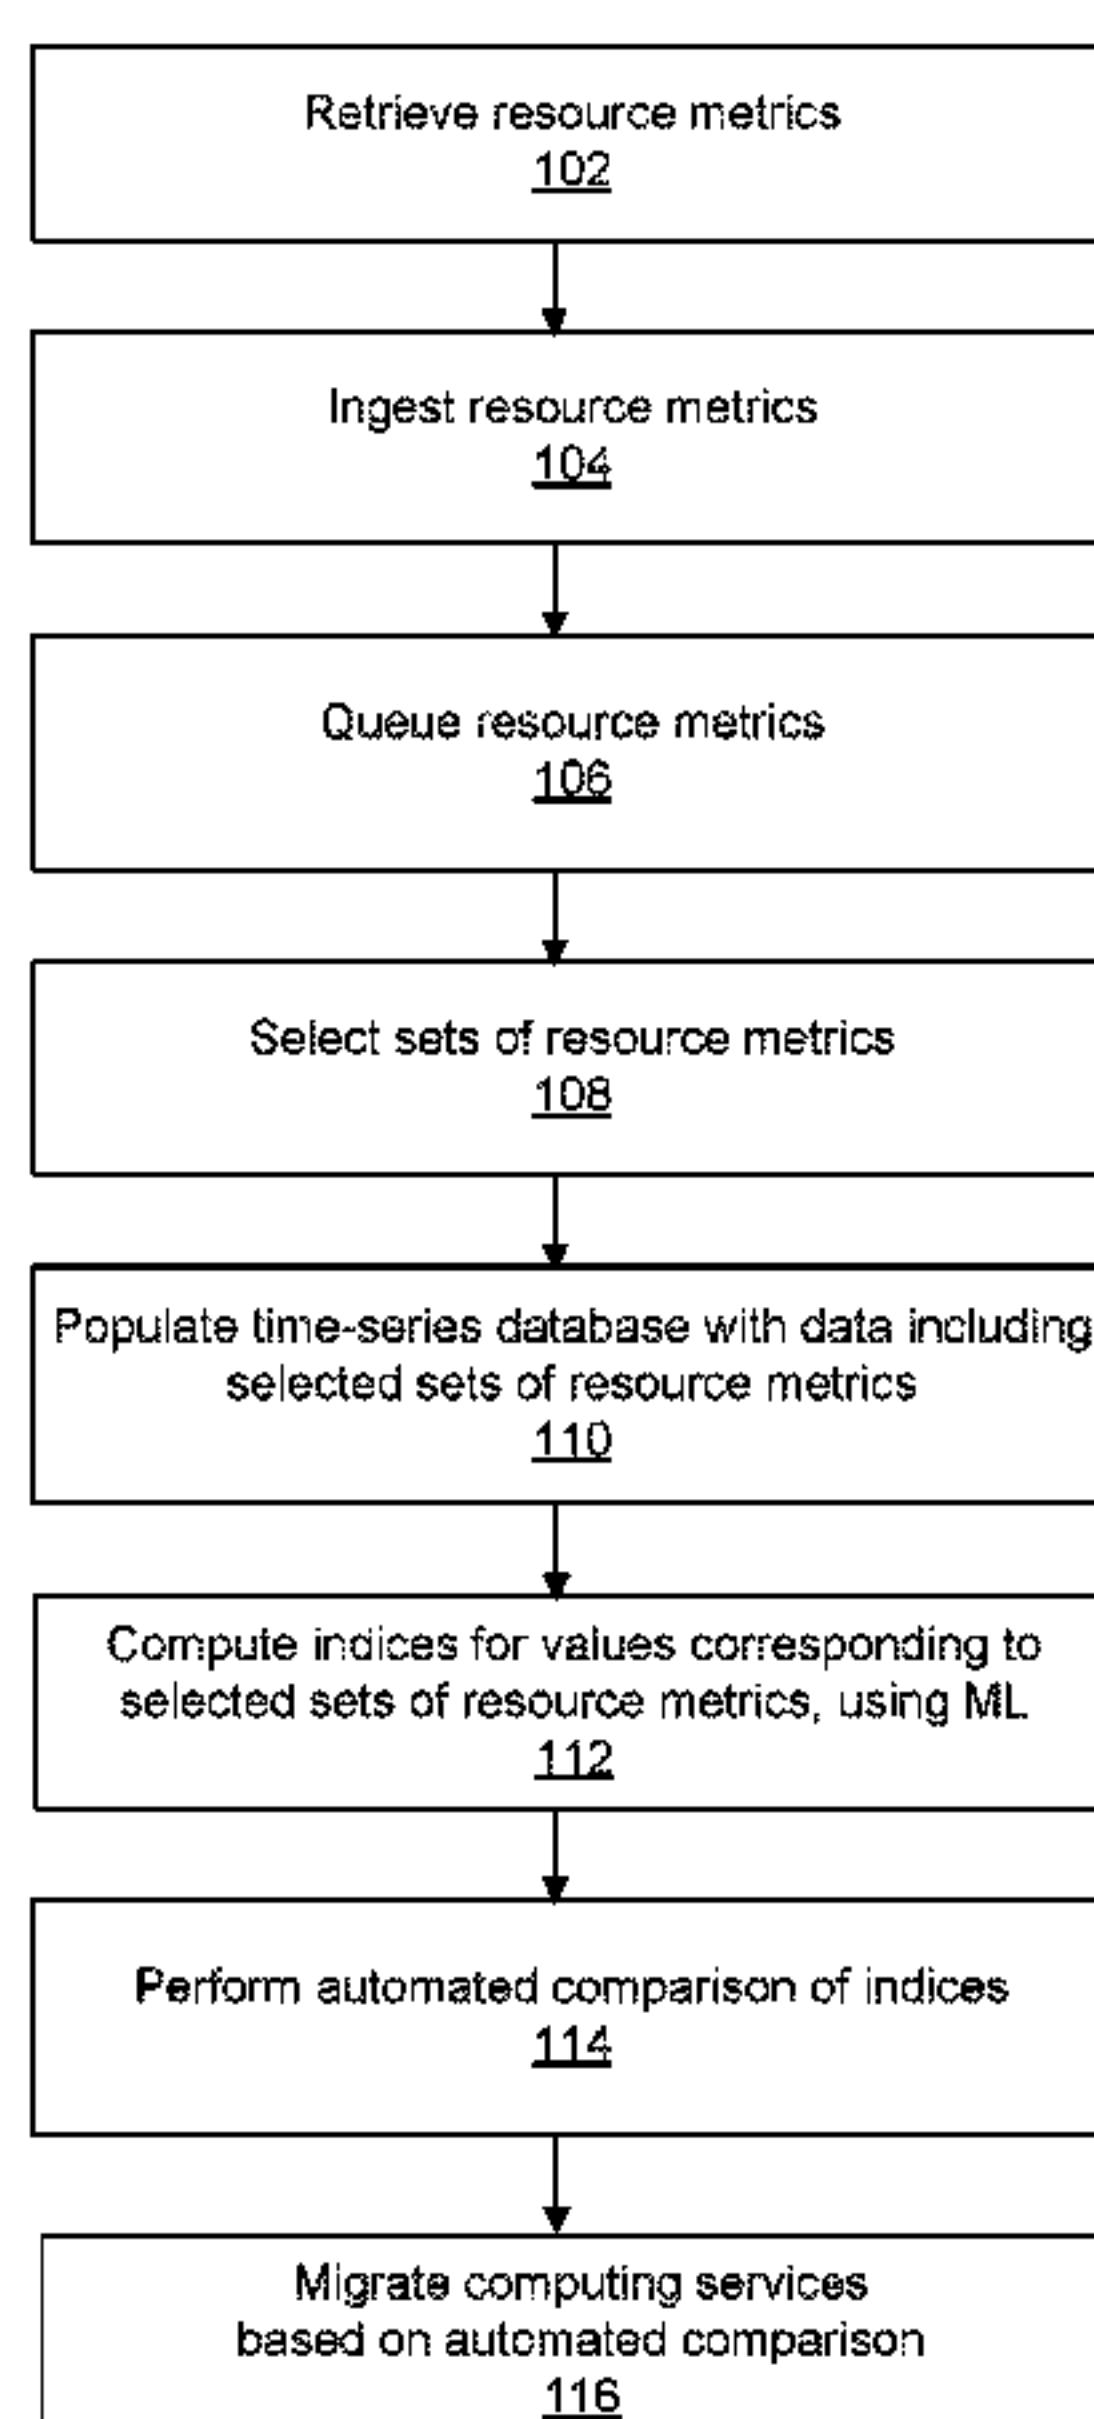 Retrieve resource metrics
102
Ingest resource metrics
104
Queue resource metrics
106
Select sets of resource metrics
108
Populate time-series database with data including
selected sets of resource metrics
110
Compute indices for values corresponding to
selected sets of resource metrics, using ML
112
Perform automated comparison of indices
114
Migrate computing services
based on automated comparison
116